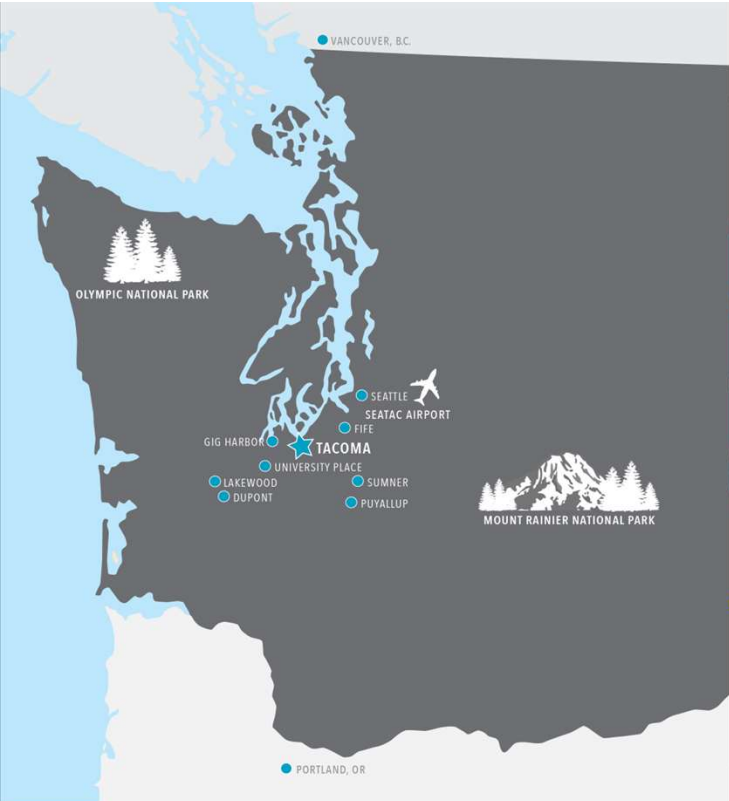 VANCOUVER, B.C.
OLYMPIC NATIONAL PARK
SEATTLE
SEATAC AIRPORT
FIFE
GIG HARBOR
TACOMA
UNIVERSITY PLACE
LAKEWOOD
SUMNER
DUPONT
PUYALLUP
MOUNT RAINIER NATIONAL PARK
PORTLAND, OR